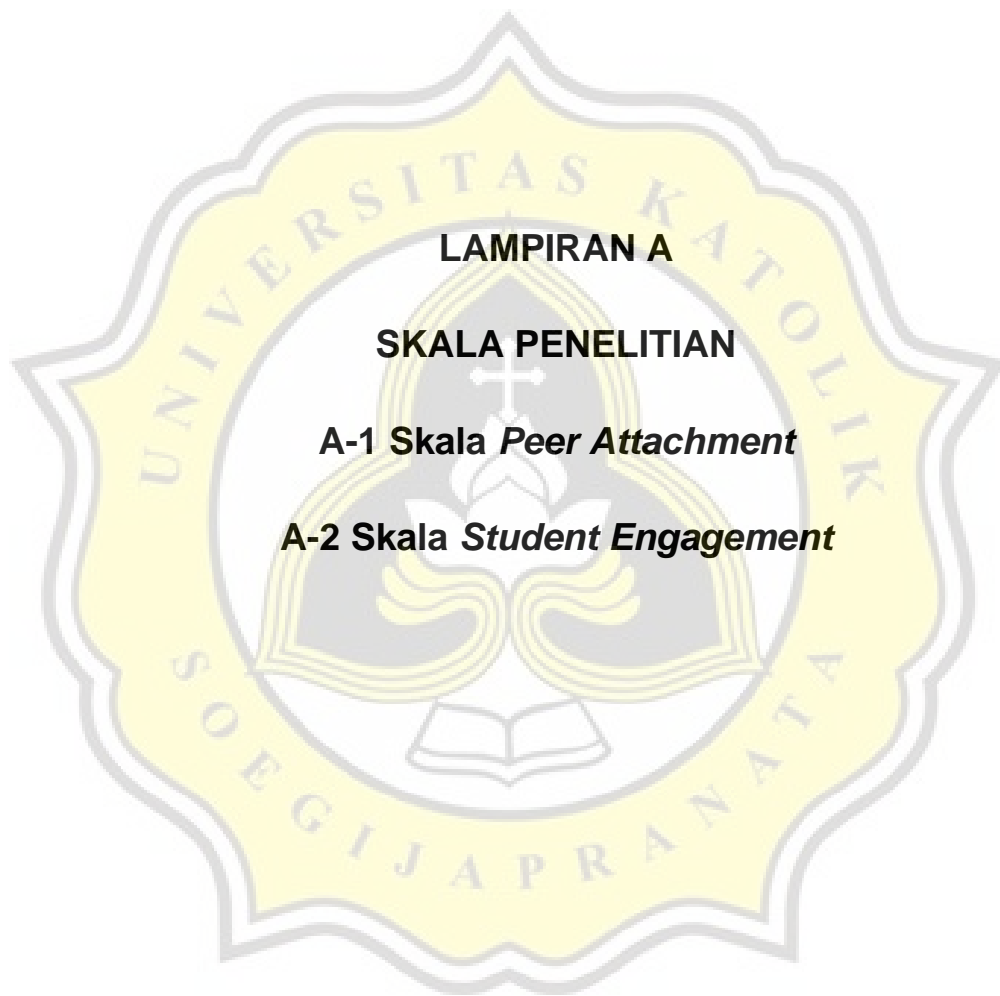 LAMPIRAN A
SKALA PENELITIAN
A-1 Skala Peer Attachment
A-2 Skala Student Engagement
UNIVERSITAS KATOLIK
SOEGIJAPRANATA